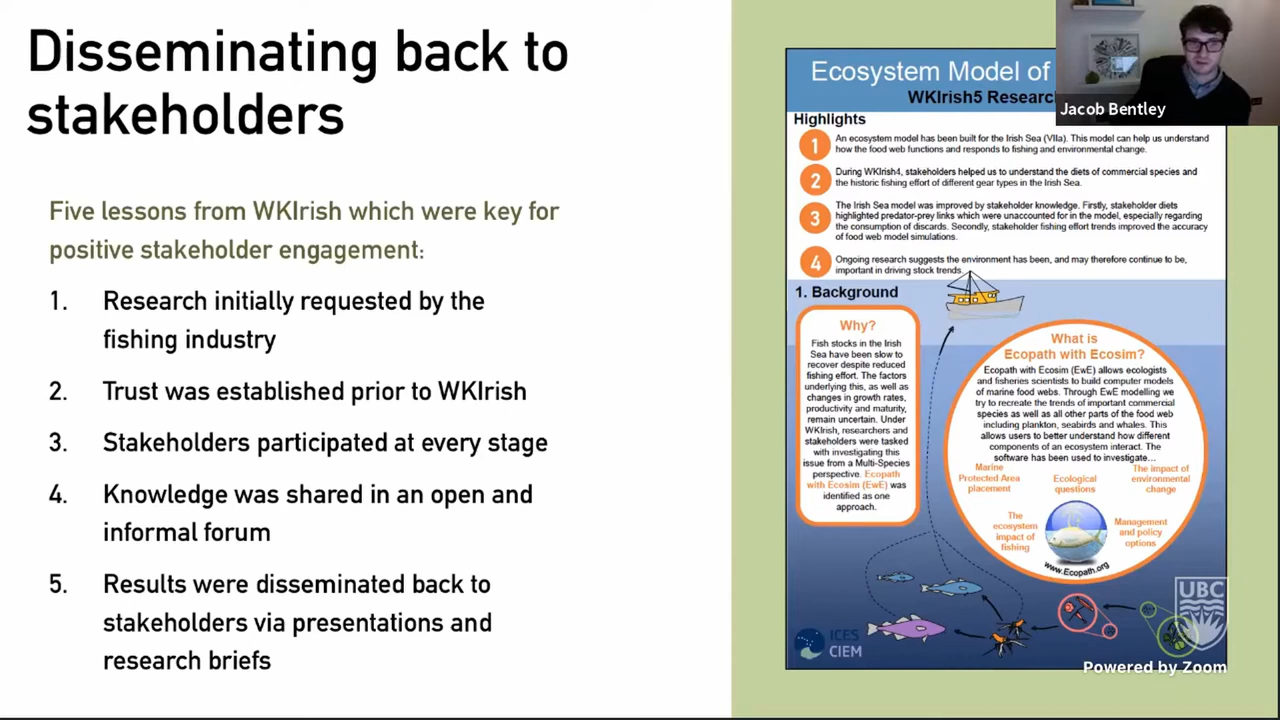 Disseminating back to
stakeholders
Five lessons from WKIrish which were key for
positive stakeholder engagement:
1. Research initially requested by the
fishing industry
2. Trust was established prior to WKIrish
3. Stakeholders participated at every stage
4. Knowledge was shared in an open and
informal forum
5. Results were disseminated back to
stakeholders via presentations and
research briefs
Ecosystem Model of
WKIrish5 Researc
Jacob Bentley
Highlights
1 An ecosystem model has been built for the Irish Sea (VIIa). This model can help us understand
how the food web functions and responds to fishing and environmental change.
2 During WKIrish4, stakeholders helped us to understand the diets of commercial species and
the historic fishing effort of different gear types in the Irish Sea.
3 The Irish Sea model was improved by stakeholder knowledge. Firstly, stakeholder diets
highlighted predator-prey links which were unaccounted for in the model, especially regarding
the consumption of discards. Secondly, stakeholder fishing effort trends improved the accuracy
of food web model simulations.
4 Ongoing research suggests the environment has been, and may therefore continue to be,
important in driving stock trends.
1. Background
Why?
Fish stocks in the Irish
Sea have been slow to
recover despite reduced
fishing effort. The factors
underlying this, as well as
changes in growth rates,
productivity and maturity,
remain uncertain. Under
WKIrish, researchers and
stakeholders were tasked
with investigating this
issue from a Multi-Species
perspective. Ecopath
with Ecosim (EwE) was
identified as one
approach.
What is
Ecopath with Ecosim?
Ecopath with Ecosim (EwE) allows ecologists
and fisheries scientists to build computer models
of marine food webs. Through EwE modelling we
try to recreate the trends of important commercial
species as well as all other parts of the food web
including plankton, seabirds and whales. This
allows users to better understand how different
components of an ecosystem interact. The
software has been used to investigate…
Marine
Protected Area
placement
Ecological
questions
The impact of
environmental
change
The
ecosystem
impact of
fishing
Management
and policy
options
www.Ecopath.org
ICES
CIEM
UBC
Powered by Zoom